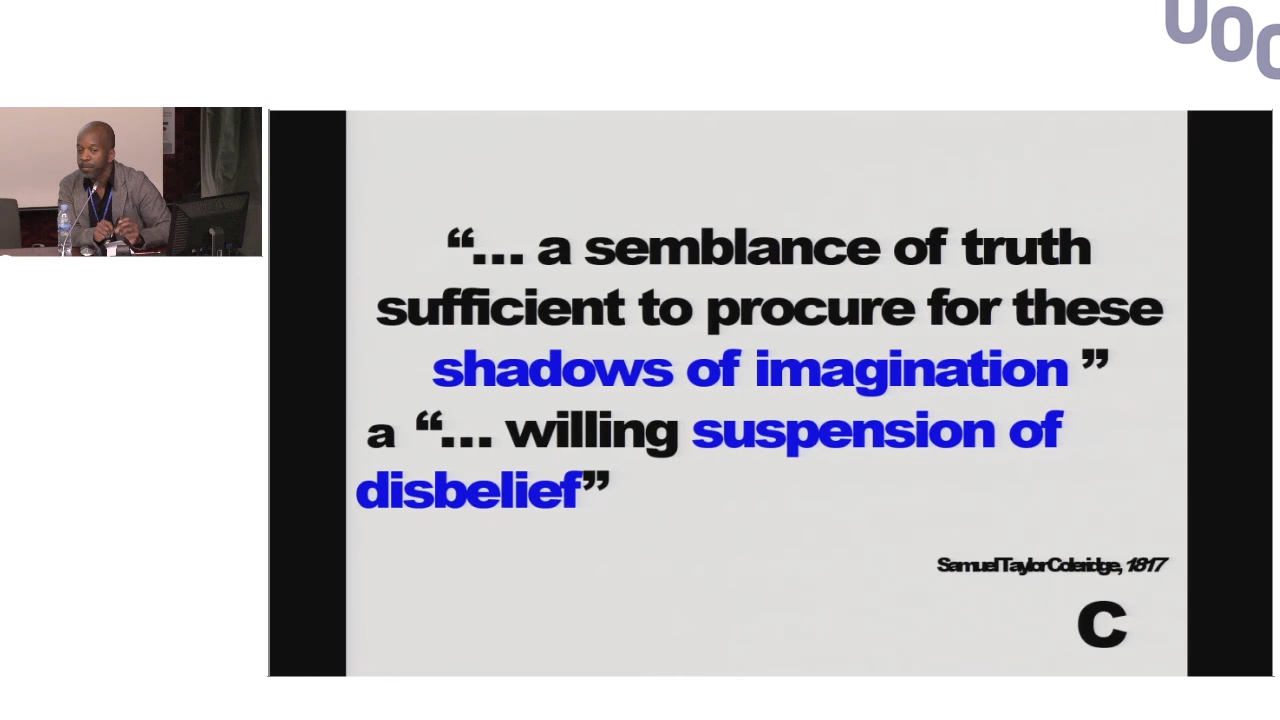 UOC
“... a semblance of truth
sufficient to procure for these
shadows of imagination ”
a “... willing suspension of
disbelief”
Samuel Taylor Coleridge, 1817
C